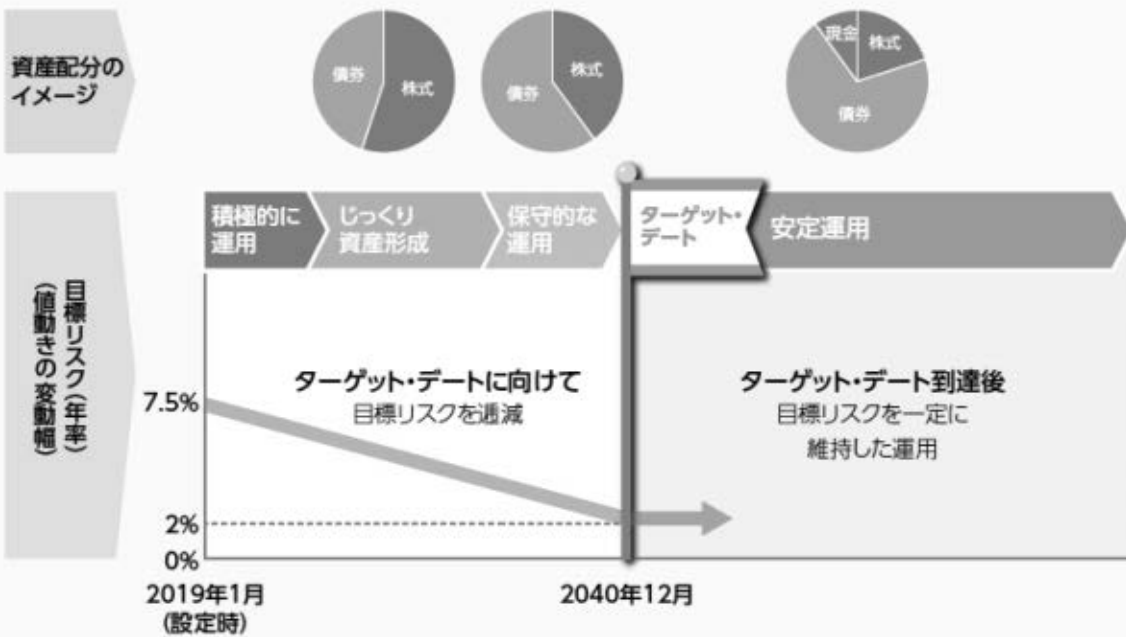 資産配分の
イメージ
債券
株式
債券
株式
現金
株式
債券
積極的に
運用
じっくり
資産形成
保守的な
運用
ターゲット・
デート
安定運用
目標リスク(年率)
(値動きの変動幅)
ターゲット・デートに向けて
目標リスクを逓減
ターゲット・デート到達後
目標リスクを一定に
維持した運用
7.5%
2%
0%
2019年1月
(設定時)
2040年12月